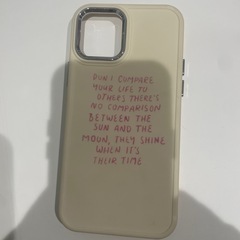 DON'T COMPARE
YOUR LIFE TO
OTHERS THERE'S
NO COMPARISON
BETWEEN THE
SUN AND THE
MOON, THEY SHINE
WHEN IT'S
THEIR TIME